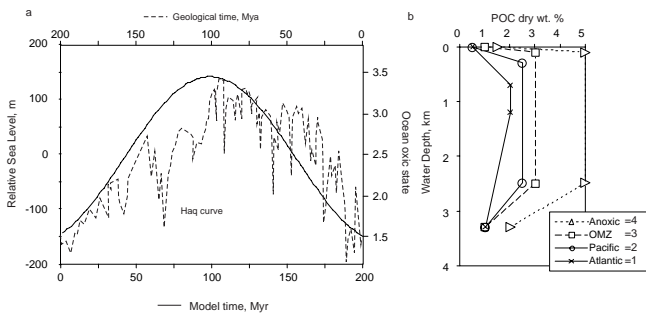 a
Geological time, Mya
200 100 0
200
150
100
50
0
-50
-100
-150
-200
Relative Sea Level, m
3.5
3.0
2.5
2.0
1.5
Ocean oxic state
Haq curve
0 50 100 150 200
Model time, Myr
b
POC dry wt. %
0 1 2 3 4 5
0
1
2
3
4
Water Depth, km
Anoxic =4
OMZ =3
Pacific =2
Atlantic =1